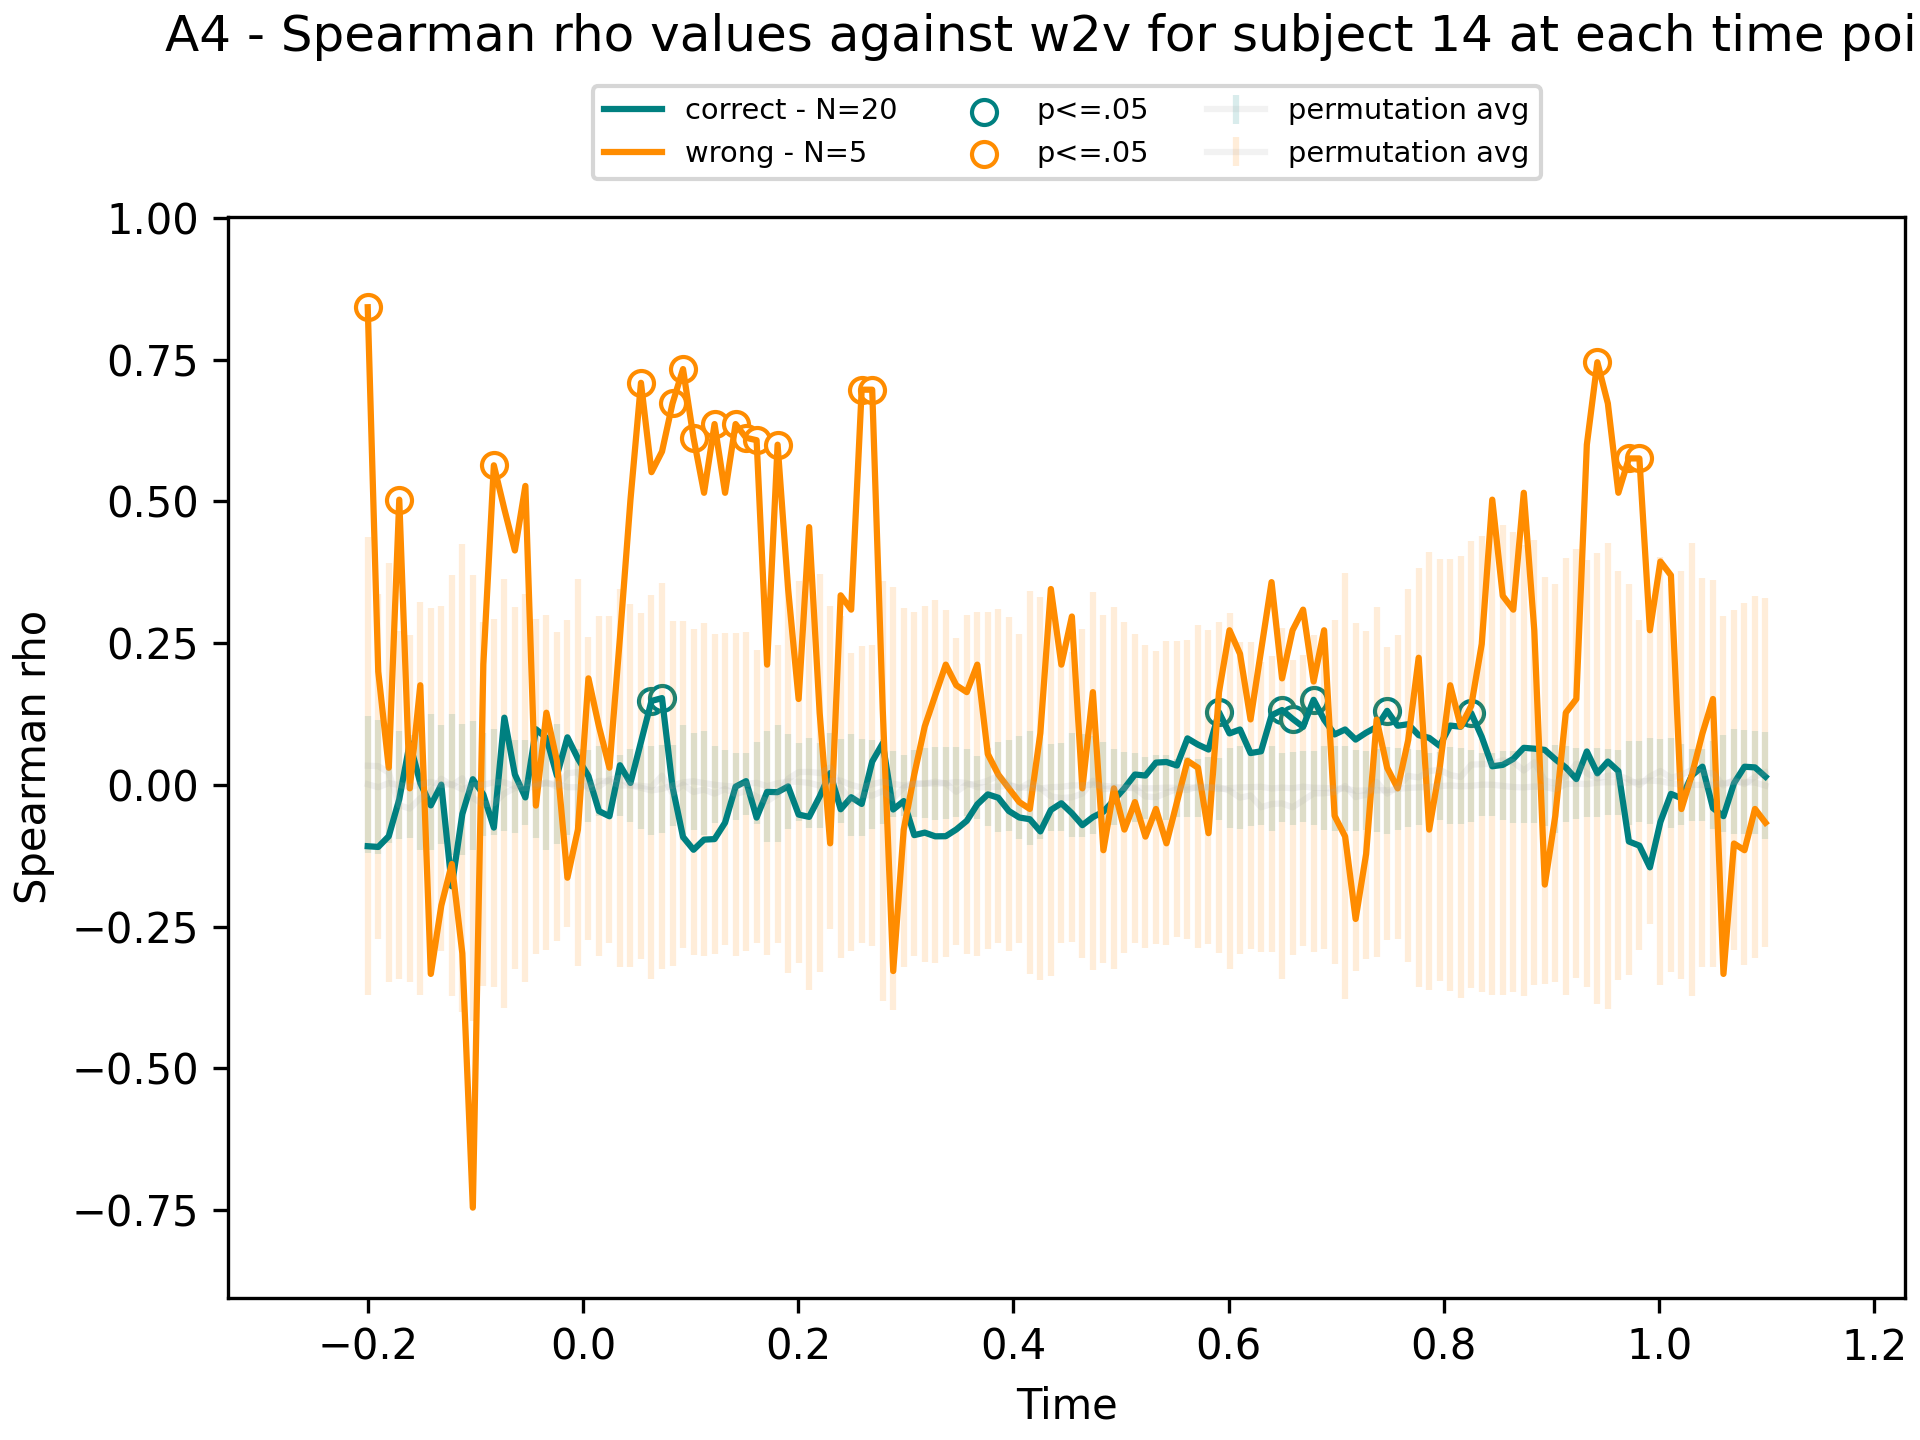 A4 - Spearman rho values against w2v for subject 14 at each time poi
correct - N=20
wrong - N=5
p<=.05
p<=.05
permutation avg
permutation avg
1.00
0.75
0.50
0.25
0.00
−0.25
−0.50
−0.75
Spearman rho
−0.2 0.0 0.2 0.4 0.6 0.8 1.0 1.2
Time